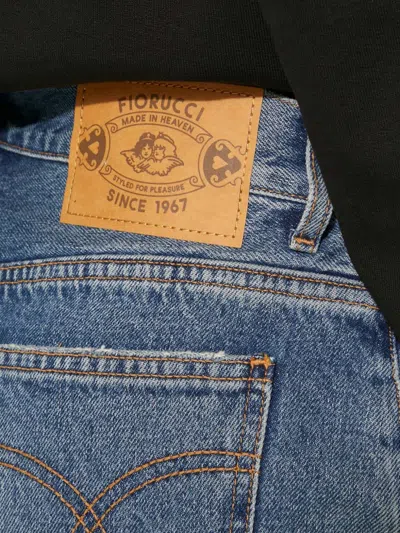 FIORUCCI
MADE IN HEAVEN
STYLED FOR PLEASURE
SINCE 1967